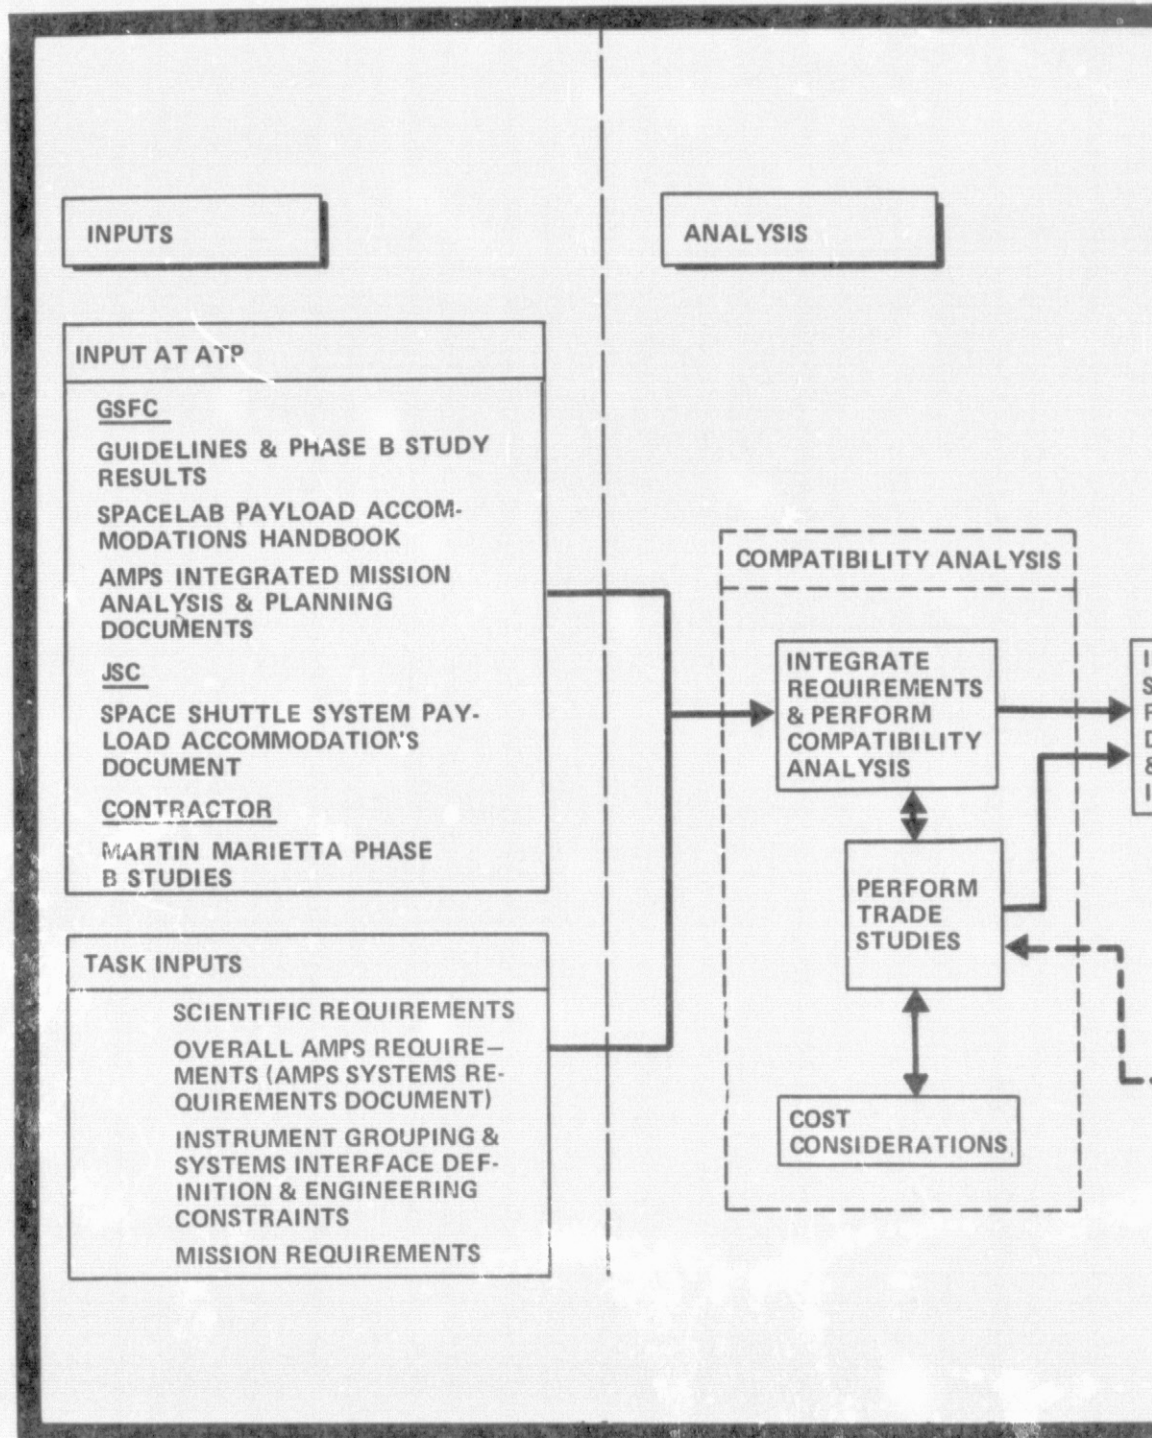 INPUTS
INPUT AT ATP
GSFC
GUIDELINES & PHASE B STUDY
RESULTS
SPACELAB PAYLOAD ACCOM-
MODATIONS HANDBOOK
AMPS INTEGRATED MISSION
ANALYSIS & PLANNING
DOCUMENTS
JSC
SPACE SHUTTLE SYSTEM PAY-
LOAD ACCOMMODATIONS
DOCUMENT
CONTRACTOR
MARTIN MARIETTA PHASE
B STUDIES
TASK INPUTS
SCIENTIFIC REQUIREMENTS
OVERALL AMPS REQUIRE—
MENTS (AMPS SYSTEMS RE-
QUIREMENTS DOCUMENT)
INSTRUMENT GROUPING &
SYSTEMS INTERFACE DEF-
INITION & ENGINEERING
CONSTRAINTS
MISSION REQUIREMENTS
ANALYSIS
COMPATIBILITY ANALYSIS
INTEGRATE
REQUIREMENTS
& PERFORM
COMPATIBILITY
ANALYSIS
PERFORM
TRADE
STUDIES
COST
CONSIDERATIONS